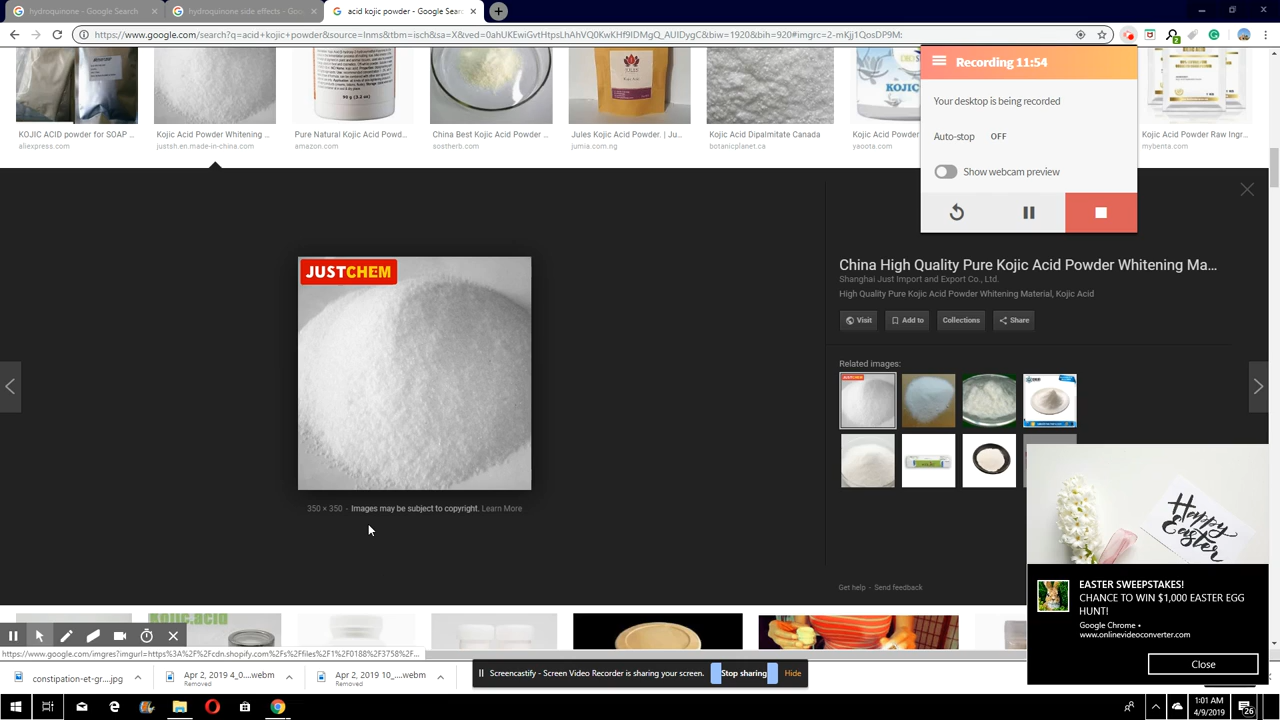 hydroquinone - Google Search
hydroquinone side effects - Goo
acid kojic powder - Google Sear
https://www.google.com/search?q=acid+kojic+powder&source=lnms&tbm=isch&sa=X&ved=0ahUKEwiGvtHtpsLhAhVQ0KwKHf9IDMgQ_AUIDygC&biw=1920&bih=920#imgrc=2-mKjj1QosDP9M:
Recording 11:54
Your desktop is being recorded
Auto-stop OFF
Show webcam preview
90 g (3.2 oz)
KOJIC ACID powder for SOAP ...
aliexpress.com
Kojic Acid Powder Whitening ...
justsh.en.made-in-china.com
Pure Natural Kojic Acid Powd...
amazon.com
China Best Kojic Acid Powder ...
sostherb.com
Jules Kojic Acid Powder. | Ju...
jumia.com.ng
Kojic Acid Dipalmitate Canada
botanicplanet.ca
Kojic Acid Powder
yaoota.com
Kojic Acid Powder Raw Ingr...
mybenta.com
JUSTCHEM
350 × 350 - Images may be subject to copyright. Learn More
China High Quality Pure Kojic Acid Powder Whitening Ma...
Shanghai Just Import and Export Co., Ltd.
High Quality Pure Kojic Acid Powder Whitening Material, Kojic Acid
Visit
Add to
Collections
Share
Related images:
Get help - Send feedback
Happy
Easter
EASTER SWEEPSTAKES!
CHANCE TO WIN $1,000 EASTER EGG
HUNT!
Google Chrome •
www.onlinevideoconverter.com
Close
Kojic.acid
https://www.google.com/imgres?imgurl=https%3A%2F%2Fcdn.shopify.com%2Fs%2Ffiles%2F1%2F0188%2F3758%2F...
constipation-et-gr....jpg
Apr 2, 2019 4_0....webm
Removed
Apr 2, 2019 10_....webm
Removed
Screencastify - Screen Video Recorder is sharing your screen.
Stop sharing
Hide
1:01 AM
4/9/2019
26